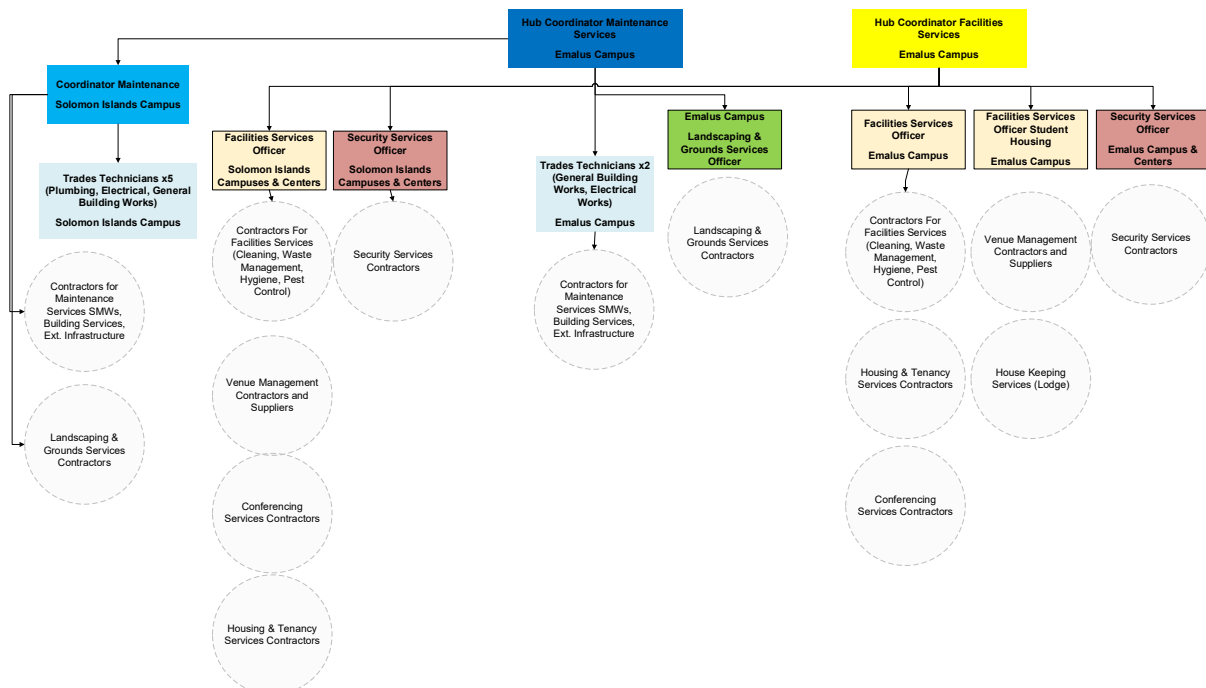 Hub Coordinator Maintenance
Services
Emalus Campus
Hub Coordinator Facilities
Services
Emalus Campus
Coordinator Maintenance
Solomon Islands Campus
Facilities Services
Officer
Solomon Islands
Campuses & Centers
Security Services
Officer
Solomon Islands
Campuses & Centers
Emalus Campus
Landscaping &
Grounds Services
Officer
Facilities Services
Officer
Emalus Campus
Facilities Services
Officer Student
Housing
Emalus Campus
Security Services
Officer
Emalus Campus &
Centers
Trades Technicians x5
(Plumbing, Electrical, General
Building Works)
Solomon Islands Campus
Trades Technicians x2
(General Building
Works, Electrical
Works)
Emalus Campus
Contractors for
Maintenance
Services SMWs,
Building Services,
Ext. Infrastructure
Landscaping &
Grounds Services
Contractors
Contractors For
Facilities Services
(Cleaning, Waste
Management,
Hygiene, Pest
Control)
Venue Management
Contractors and
Suppliers
Conferencing
Services Contractors
Housing & Tenancy
Services Contractors
Security Services
Contractors
Contractors for
Maintenance
Services SMWs,
Building Services,
Ext. Infrastructure
Landscaping &
Grounds Services
Contractors
Contractors For
Facilities Services
(Cleaning, Waste
Management,
Hygiene, Pest
Control)
Housing & Tenancy
Services Contractors
Conferencing
Services Contractors
Venue Management
Contractors and
Suppliers
House Keeping
Services (Lodge)
Security Services
Contractors